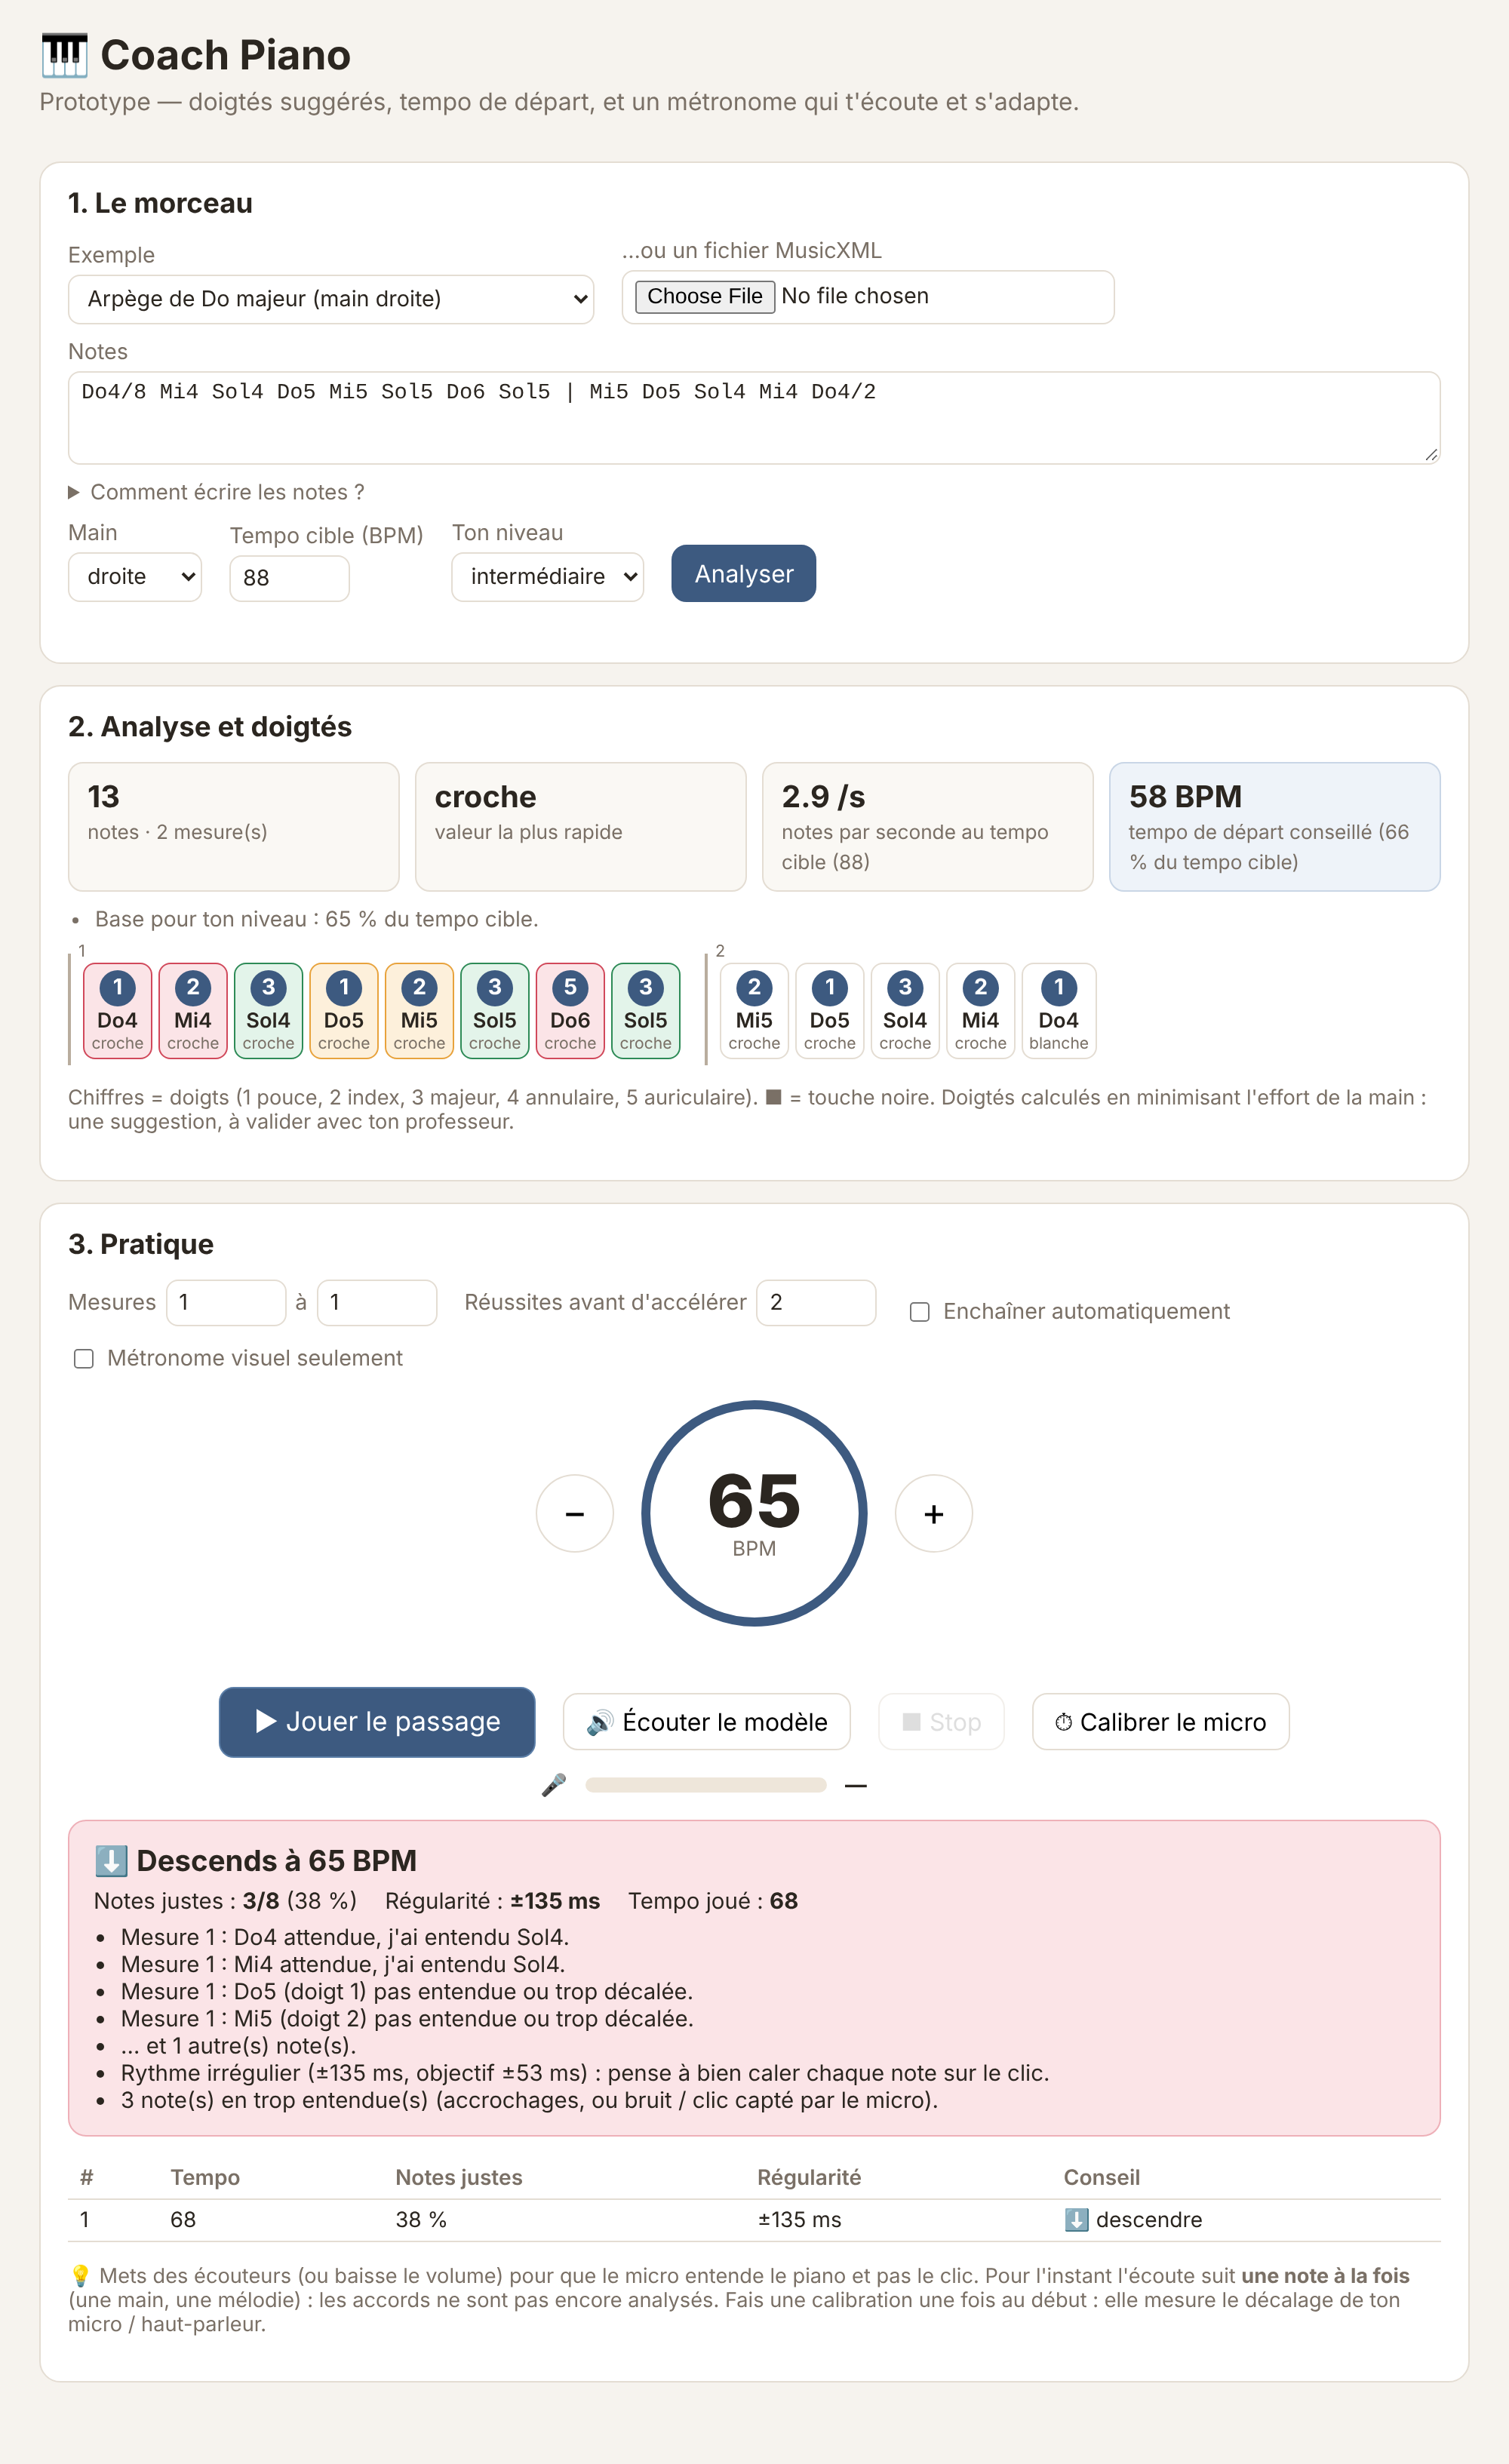 🎹 Coach Piano
Prototype — doigtés suggérés, tempo de départ, et un métronome qui t'écoute et s'adapte.
1. Le morceau
Exemple
...ou un fichier MusicXML
Arpège de Do majeur (main droite)
Choose File No file chosen
Notes
Do4/8 Mi4 Sol4 Do5 Mi5 Sol5 Do6 Sol5 | Mi5 Do5 Sol4 Mi4 Do4/2
▶ Comment écrire les notes ?
Main
Tempo cible (BPM)
Ton niveau
droite
88
intermédiaire
Analyser
2. Analyse et doigtés
13
notes · 2 mesure(s)
croche
valeur la plus rapide
2.9 /s
notes par seconde au tempo
cible (88)
58 BPM
tempo de départ conseillé (66
% du tempo cible)
• Base pour ton niveau : 65 % du tempo cible.
1
2
1 2 3 1 2 3 5 3 2 1 3 2 1
Do4 Mi4 Sol4 Do5 Mi5 Sol5 Do6 Sol5 Mi5 Do5 Sol4 Mi4 Do4
croche croche croche croche croche croche croche croche croche croche croche croche blanche
Chiffres = doigts (1 pouce, 2 index, 3 majeur, 4 annulaire, 5 auriculaire). ■ = touche noire. Doigtés calculés en minimisant l'effort de la main :
une suggestion, à valider avec ton professeur.
3. Pratique
Mesures 1 à 1 Réussites avant d'accélérer 2 Enchaîner automatiquement
Métronome visuel seulement
−
65
BPM
+
▶ Jouer le passage
🔊 Écouter le modèle
■ Stop
⏱ Calibrer le micro
🎤 —
⬇️ Descends à 65 BPM
Notes justes : 3/8 (38 %) Régularité : ±135 ms Tempo joué : 68
• Mesure 1 : Do4 attendue, j'ai entendu Sol4.
• Mesure 1 : Mi4 attendue, j'ai entendu Sol4.
• Mesure 1 : Do5 (doigt 1) pas entendue ou trop décalée.
• Mesure 1 : Mi5 (doigt 2) pas entendue ou trop décalée.
• ... et 1 autre(s) note(s).
• Rythme irrégulier (±135 ms, objectif ±53 ms) : pense à bien caler chaque note sur le clic.
• 3 note(s) en trop entendue(s) (accrochages, ou bruit / clic capté par le micro).
# Tempo Notes justes Régularité Conseil
1 68 38 % ±135 ms ⬇️ descendre
💡 Mets des écouteurs (ou baisse le volume) pour que le micro entende le piano et pas le clic. Pour l'instant l'écoute suit une note à la fois
(une main, une mélodie) : les accords ne sont pas encore analysés. Fais une calibration une fois au début : elle mesure le décalage de ton
micro / haut-parleur.